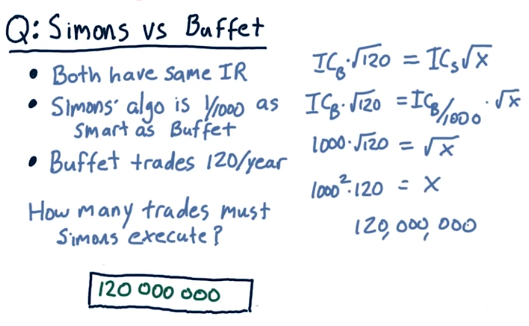 Q: Simons vs Buffet
• Both have same IR
• Simons' algo is 1/1000 as
smart as Buffet
• Buffet trades 120/year
How many trades must
Simons execute?
120 000 000
IC_B·√120 = IC_S√x
IC_B·√120 = IC_B/1000·√x
1000·√120 = √x
1000²·120 = x
120,000,000